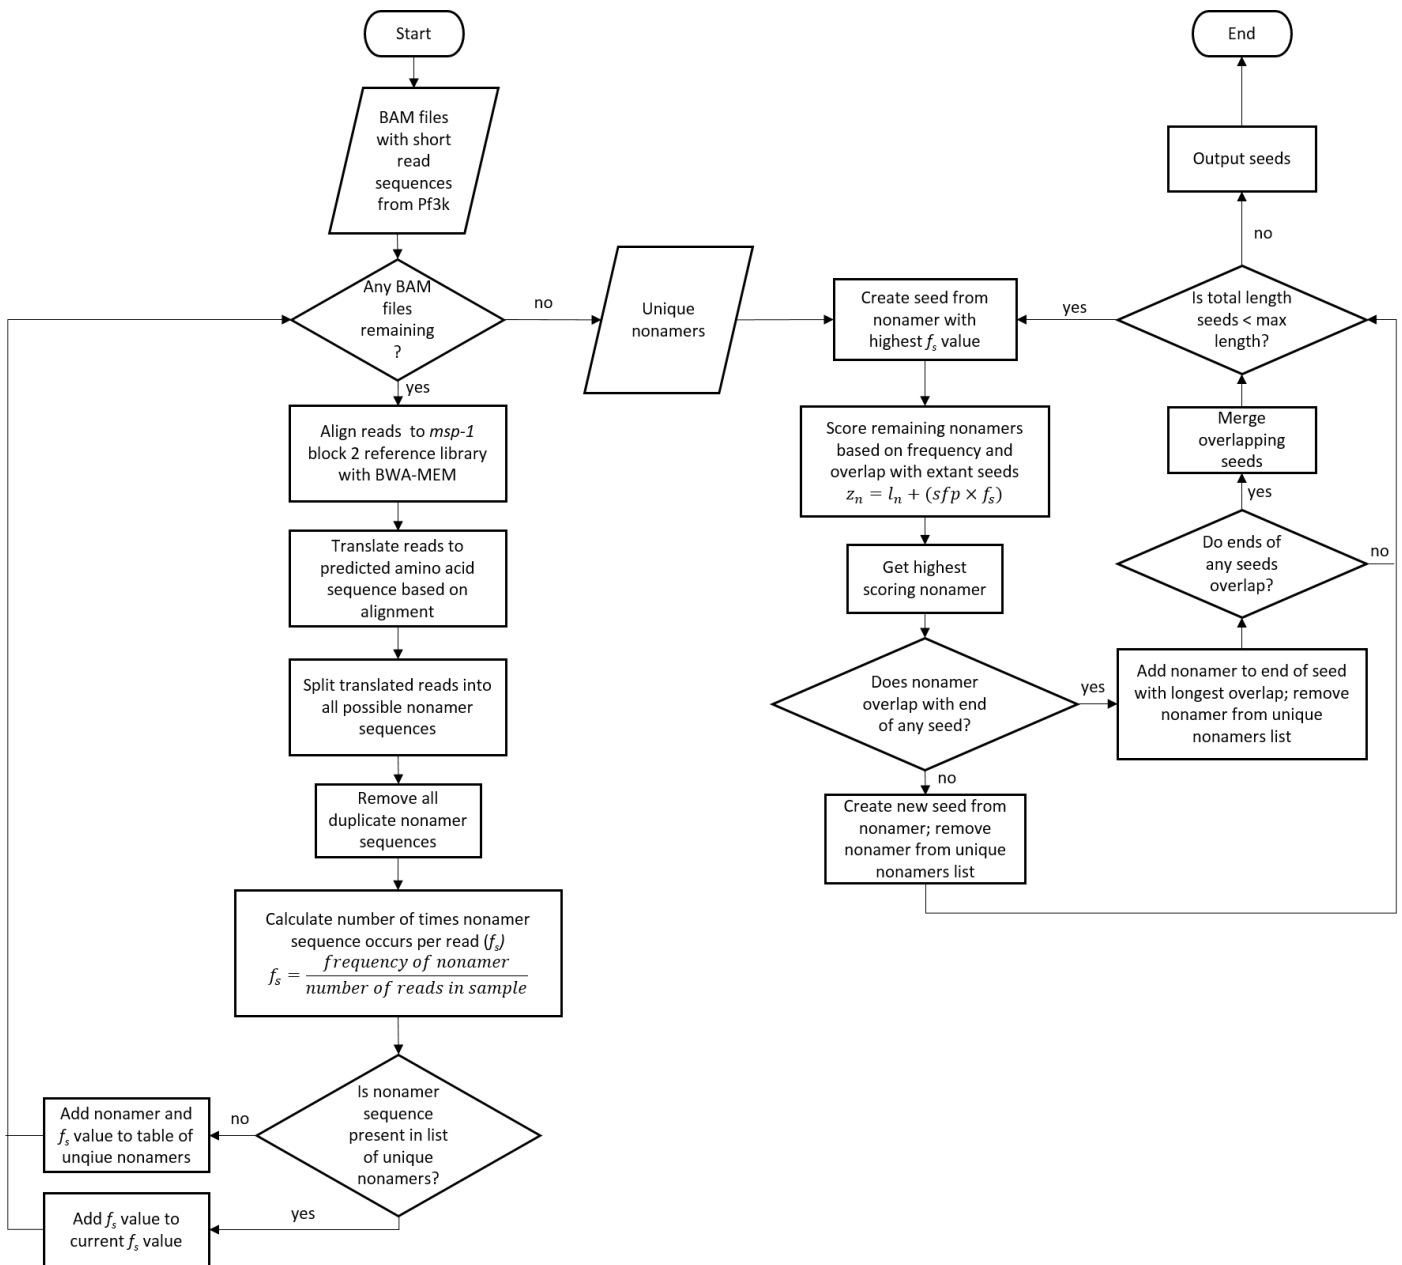 Start
BAM files
with short
read
sequences
from Pf3k
Any BAM
files
remaining
?
no
yes
Align reads to msp-1
block 2 reference library
with BWA-MEM
Translate reads to
predicted amino acid
sequence based on
alignment
Split translated reads into
all possible nonamer
sequences
Remove all
duplicate nonamer
sequences
Calculate number of times nonamer
sequence occurs per read (fs)
fs = frequency of nonamer / number of reads in sample
Is nonamer
sequence
present in list
of unique
nonamers?
no
Add nonamer and
fs value to table of
unqiue nonamers
yes
Add fs value to
current fs value
Unique
nonamers
Create seed from
nonamer with
highest fs value
Score remaining nonamers
based on frequency and
overlap with extant seeds
zn = ln + (sfp × fs)
Get highest
scoring nonamer
Does nonamer
overlap with end
of any seed?
yes
no
Create new seed from
nonamer; remove
nonamer from unique
nonamers list
Add nonamer to end of seed
with longest overlap; remove
nonamer from unique
nonamers list
Do ends of
any seeds
overlap?
no
yes
Merge
overlapping
seeds
Is total length
seeds < max
length?
yes
no
Output seeds
End